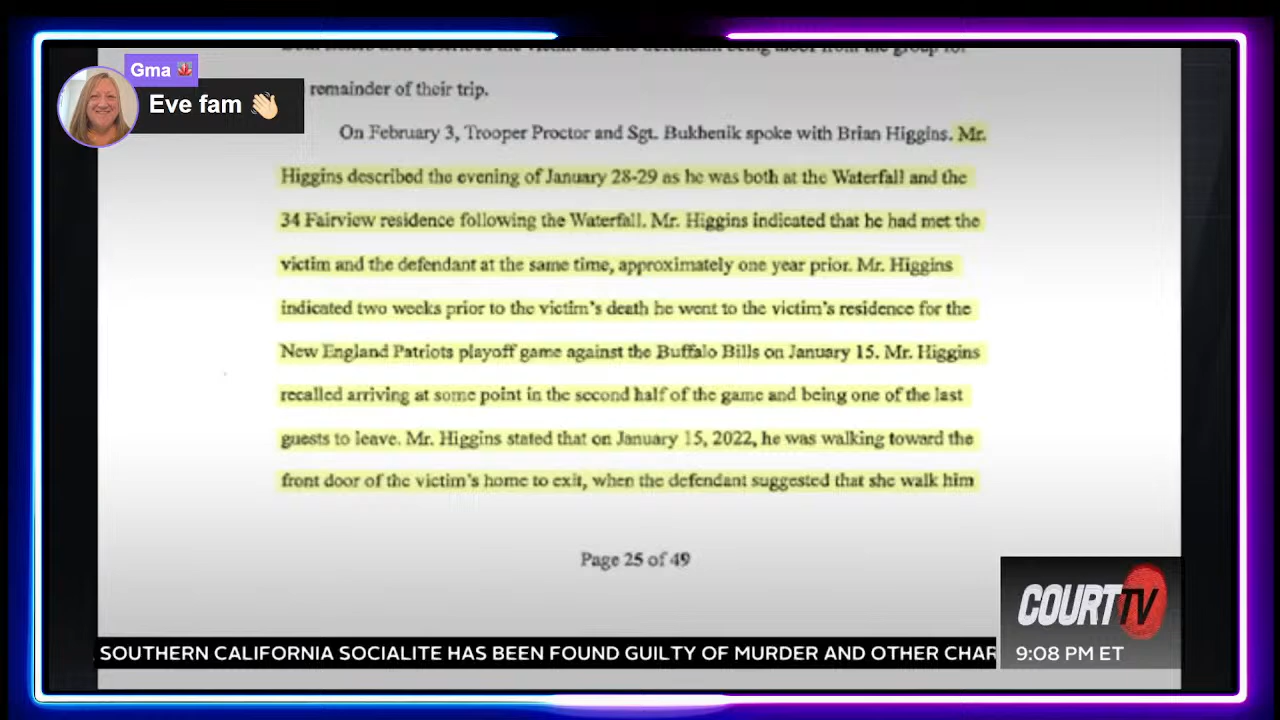 Gma
Eve fam 👋🏻
the victim and the defendant being
remainder of their trip.
On February 3, Trooper Proctor and Sgt. Bukhenik spoke with Brian Higgins. Mr.
Higgins described the evening of January 28-29 as he was both at the Waterfall and the
34 Fairview residence following the Waterfall. Mr. Higgins indicated that he had met the
victim and the defendant at the same time, approximately one year prior. Mr. Higgins
indicated two weeks prior to the victim's death he went to the victim's residence for the
New England Patriots playoff game against the Buffalo Bills on January 15. Mr. Higgins
recalled arriving at some point in the second half of the game and being one of the last
guests to leave. Mr. Higgins stated that on January 15, 2022, he was walking toward the
front door of the victim's home to exit, when the defendant suggested that she walk him
Page 25 of 49
COURT TV
SOUTHERN CALIFORNIA SOCIALITE HAS BEEN FOUND GUILTY OF MURDER AND OTHER CHAR
9:08 PM ET